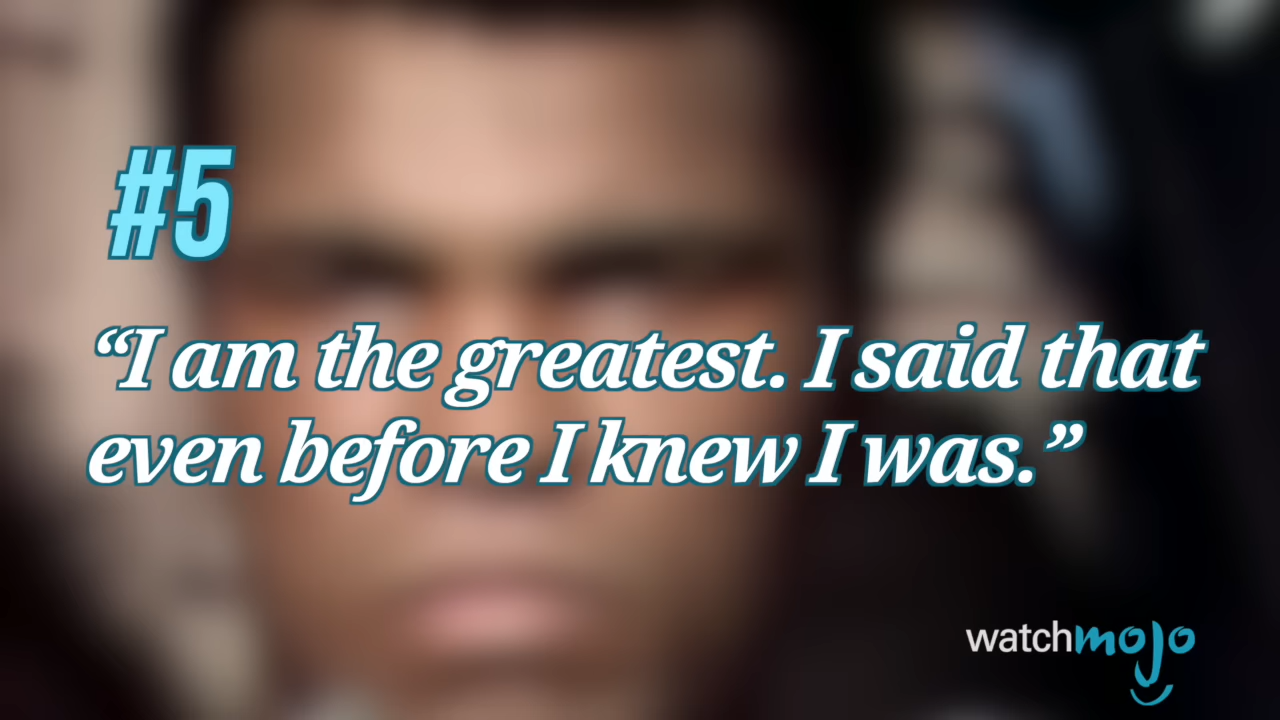 #5
“I am the greatest. I said that
even before I knew I was.”
watchmojo